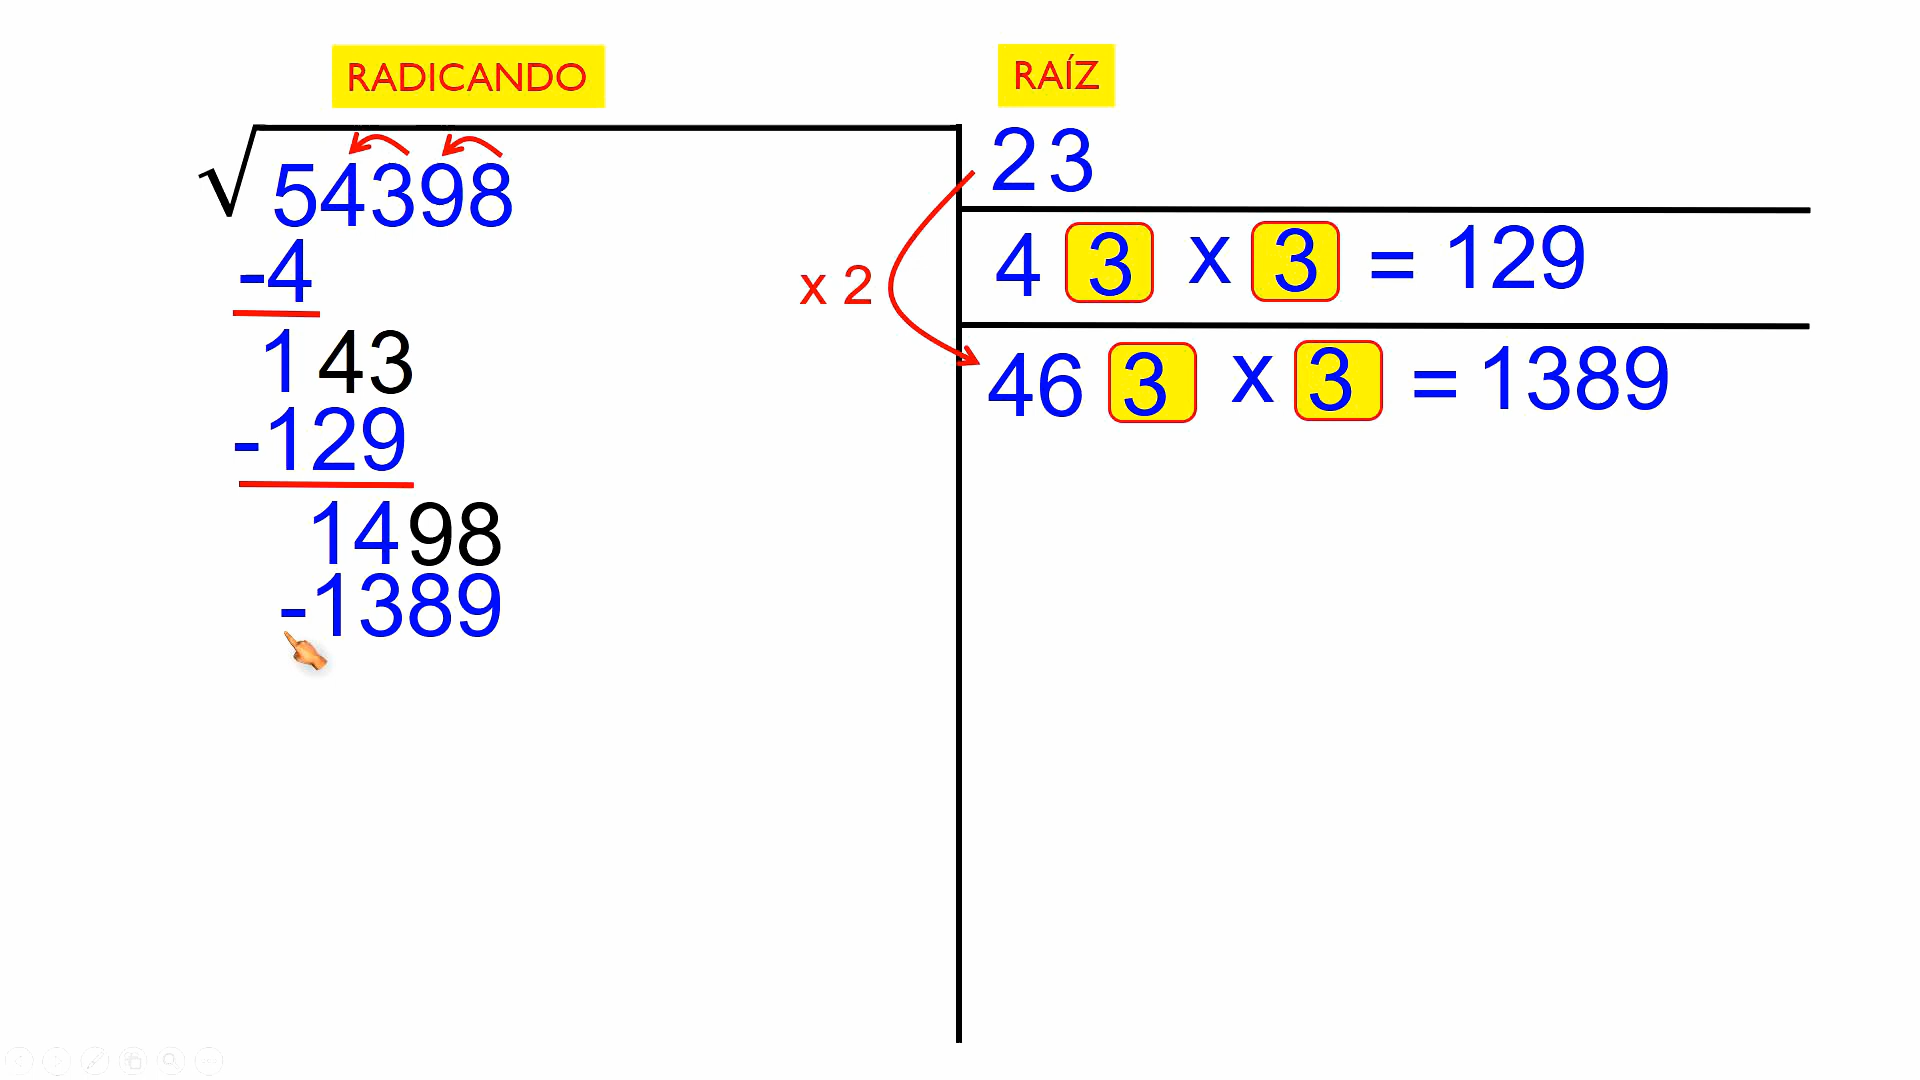 RADICANDO
RAÍZ
√54398
23
-4
x 2
4 3 x 3 = 129
143
46 3 x 3 = 1389
-129
1498
-1389